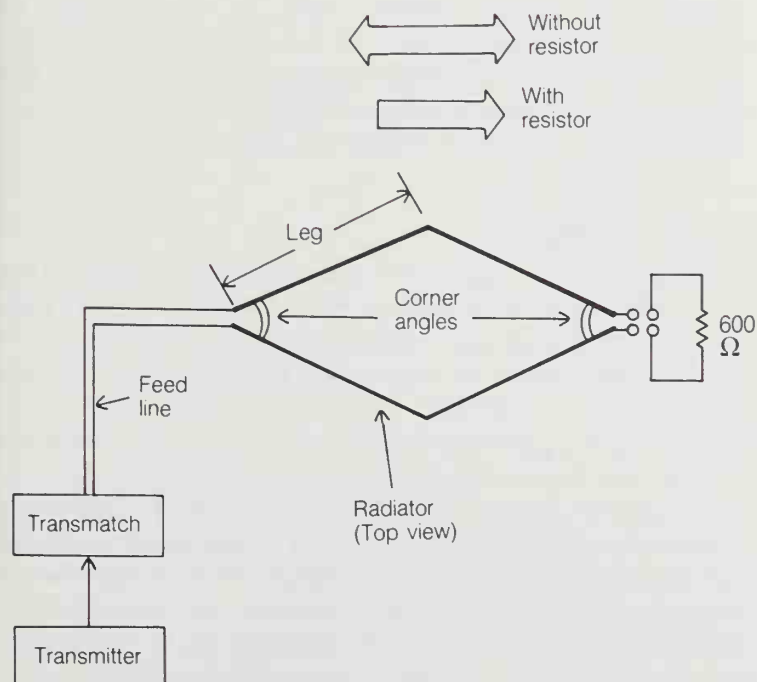 Without
resistor
With
resistor
Leg
Corner
angles
600
Ω
Feed
line
Radiator
(Top view)
Transmatch
Transmitter